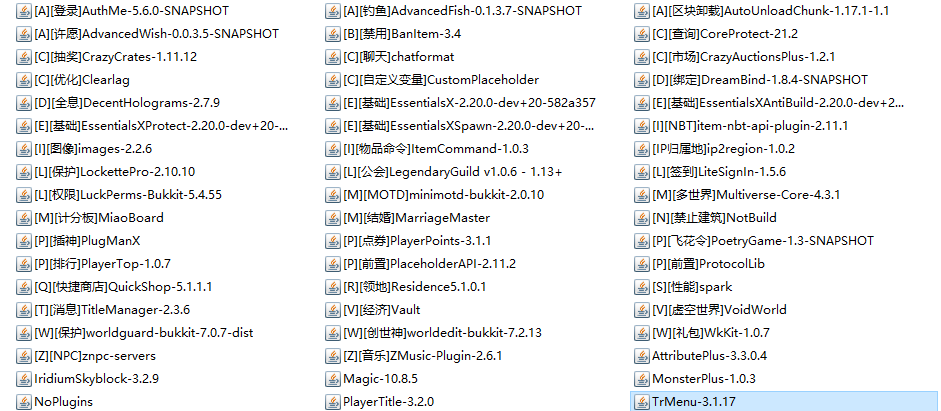 [A][登录]AuthMe-5.6.0-SNAPSHOT
[A][钓鱼]AdvancedFish-0.1.3.7-SNAPSHOT
[A][区块卸载]AutoUnloadChunk-1.17.1-1.1
[A][许愿]AdvancedWish-0.0.3.5-SNAPSHOT
[B][禁用]BanItem-3.4
[C][查询]CoreProtect-21.2
[C][抽奖]CrazyCrates-1.11.12
[C][聊天]chatformat
[C][市场]CrazyAuctionsPlus-1.2.1
[C][优化]Clearlag
[C][自定义变量]CustomPlaceholder
[D][绑定]DreamBind-1.8.4-SNAPSHOT
[D][全息]DecentHolograms-2.7.9
[E][基础]EssentialsX-2.20.0-dev+20-582a357
[E][基础]EssentialsXAntiBuild-2.20.0-dev+2...
[E][基础]EssentialsXProtect-2.20.0-dev+20-...
[E][基础]EssentialsXSpawn-2.20.0-dev+20-...
[I][NBT]item-nbt-api-plugin-2.11.1
[I][图像]images-2.2.6
[I][物品命令]ItemCommand-1.0.3
[IP归属地]ip2region-1.0.2
[L][保护]LockettePro-2.10.10
[L][公会]LegendaryGuild v1.0.6 - 1.13+
[L][签到]LiteSignIn-1.5.6
[L][权限]LuckPerms-Bukkit-5.4.55
[M][MOTD]minimotd-bukkit-2.0.10
[M][多世界]Multiverse-Core-4.3.1
[M][计分板]MiaoBoard
[M][结婚]MarriageMaster
[N][禁止建筑]NotBuild
[P][插神]PlugManX
[P][点券]PlayerPoints-3.1.1
[P][飞花令]PoetryGame-1.3-SNAPSHOT
[P][排行]PlayerTop-1.0.7
[P][前置]PlaceholderAPI-2.11.2
[P][前置]ProtocolLib
[Q][快捷商店]QuickShop-5.1.1.1
[R][领地]Residence5.1.0.1
[S][性能]spark
[T][消息]TitleManager-2.3.6
[V][经济]Vault
[V][虚空世界]VoidWorld
[W][保护]worldguard-bukkit-7.0.7-dist
[W][创世神]worldedit-bukkit-7.2.13
[W][礼包]WkKit-1.0.7
[Z][NPC]znpc-servers
[Z][音乐]ZMusic-Plugin-2.6.1
AttributePlus-3.3.0.4
IridiumSkyblock-3.2.9
Magic-10.8.5
MonsterPlus-1.0.3
NoPlugins
PlayerTitle-3.2.0
TrMenu-3.1.17